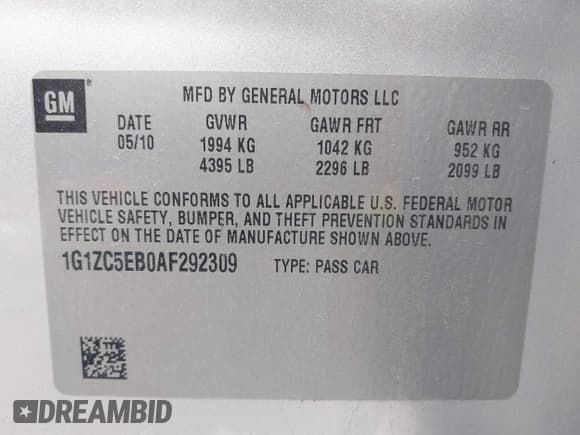 GM ® MFD BY GENERAL MOTORS LLC
DATE GVWR GAWR FRT GAWR RR
05/10 1994 KG 1042 KG 952 KG
4395 LB 2296 LB 2099 LB
THIS VEHICLE CONFORMS TO ALL APPLICABLE U.S. FEDERAL MOTOR
VEHICLE SAFETY, BUMPER, AND THEFT PREVENTION STANDARDS IN
EFFECT ON THE DATE OF MANUFACTURE SHOWN ABOVE.
1G1ZC5EB0AF292309 TYPE: PASS CAR
DREAMBID